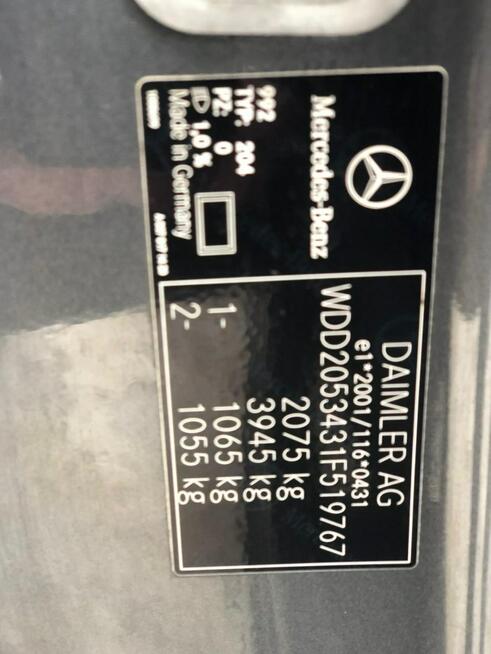 Mercedes-Benz
992
TYP: 204
PZ: 0
1,0 %
Made in Germany
DAIMLER AG
e1*2001/116*0431
WDD2053431F519767
2075 kg
3945 kg
1- 1065 kg
2- 1055 kg